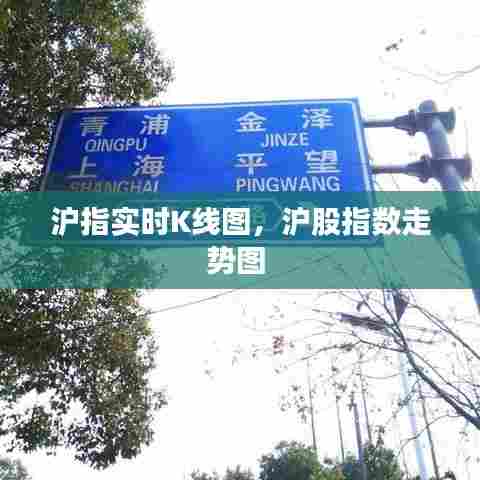 青浦 金泽
QINGPU JINZE
上海 平望
SHANGHAI PINGWANG
沪指实时K线图，沪股指数走
势图